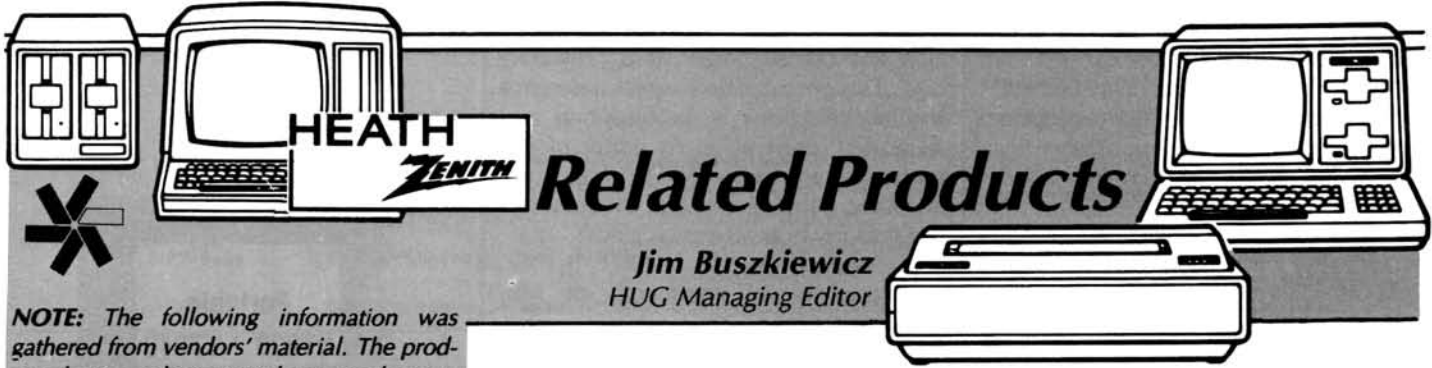 HEATH
ZENITH
Related Products
Jim Buszkiewicz
HUG Managing Editor
NOTE: The following information was
gathered from vendors' material. The prod-